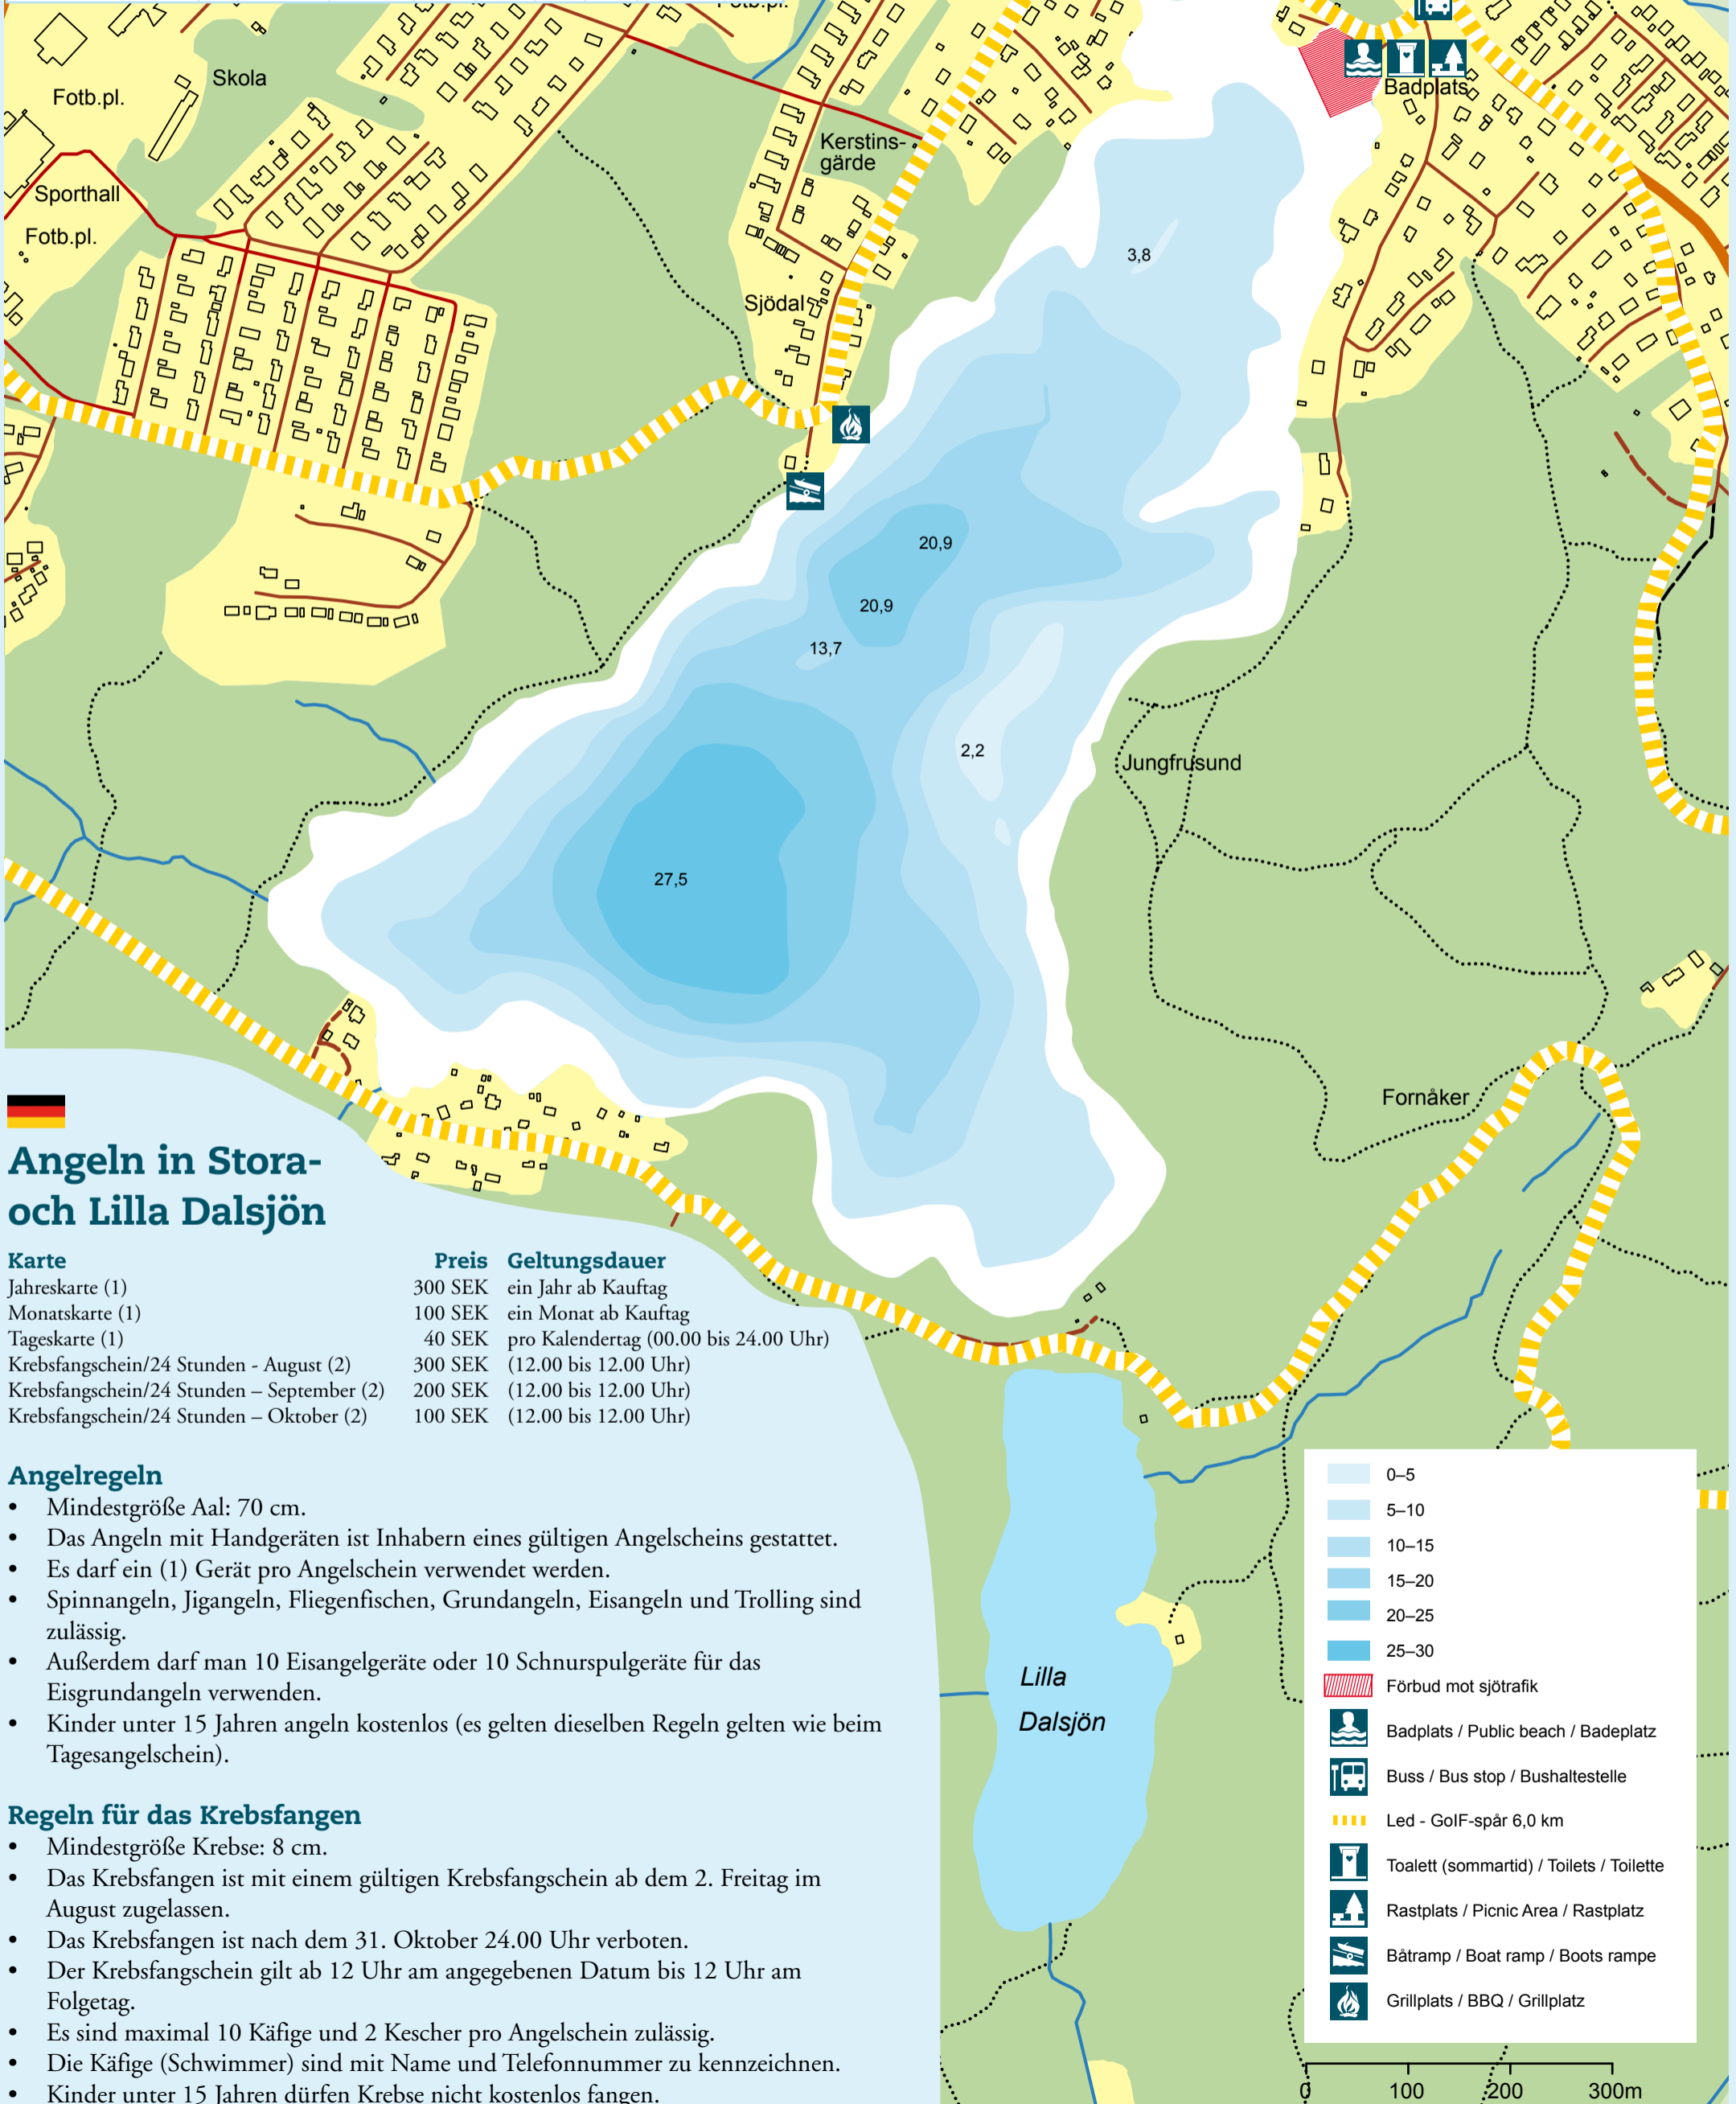 Fotb.pl.
Skola
Fotb.pl.
Badplats
Kerstins-
gärde
Sporthall
Fotb.pl.
3,8
Sjödal
20,9
20,9
13,7
2,2
Jungfrusund
27,5
Fornåker
Angeln in Stora-
och Lilla Dalsjön
Karte Preis Geltungsdauer
Jahreskarte (1) 300 SEK ein Jahr ab Kauftag
Monatskarte (1) 100 SEK ein Monat ab Kauftag
Tageskarte (1) 40 SEK pro Kalendertag (00.00 bis 24.00 Uhr)
Krebsfangschein/24 Stunden - August (2) 300 SEK (12.00 bis 12.00 Uhr)
Krebsfangschein/24 Stunden – September (2) 200 SEK (12.00 bis 12.00 Uhr)
Krebsfangschein/24 Stunden – Oktober (2) 100 SEK (12.00 bis 12.00 Uhr)
Angelregeln
• Mindestgröße Aal: 70 cm.
• Das Angeln mit Handgeräten ist Inhabern eines gültigen Angelscheins gestattet.
• Es darf ein (1) Gerät pro Angelschein verwendet werden.
• Spinnangeln, Jigangeln, Fliegenfischen, Grundangeln, Eisangeln und Trolling sind
zulässig.
• Außerdem darf man 10 Eisangelgeräte oder 10 Schnurspulgeräte für das
Eisgrundangeln verwenden.
• Kinder unter 15 Jahren angeln kostenlos (es gelten dieselben Regeln gelten wie beim
Tagesangelschein).
Regeln für das Krebsfangen
• Mindestgröße Krebse: 8 cm.
• Das Krebsfangen ist mit einem gültigen Krebsfangschein ab dem 2. Freitag im
August zugelassen.
• Das Krebsfangen ist nach dem 31. Oktober 24.00 Uhr verboten.
• Der Krebsfangschein gilt ab 12 Uhr am angegebenen Datum bis 12 Uhr am
Folgetag.
• Es sind maximal 10 Käfige und 2 Kescher pro Angelschein zulässig.
• Die Käfige (Schwimmer) sind mit Name und Telefonnummer zu kennzeichnen.
• Kinder unter 15 Jahren dürfen Krebse nicht kostenlos fangen.
Lilla
Dalsjön
0–5
5–10
10–15
15–20
20–25
25–30
Förbud mot sjötrafik
Badplats / Public beach / Badeplatz
Buss / Bus stop / Bushaltestelle
Led - GoIF-spår 6,0 km
Toalett (sommartid) / Toilets / Toilette
Rastplats / Picnic Area / Rastplatz
Båtramp / Boat ramp / Boots rampe
Grillplats / BBQ / Grillplatz
0 100 200 300m